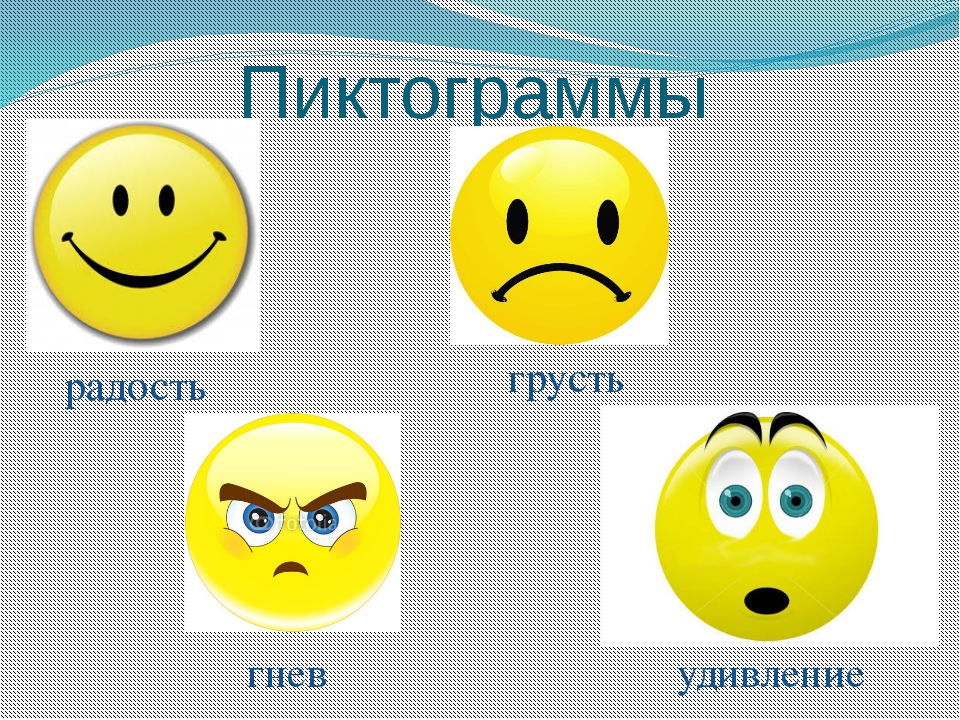 Пиктограммы
радость
грусть
гнев
удивление